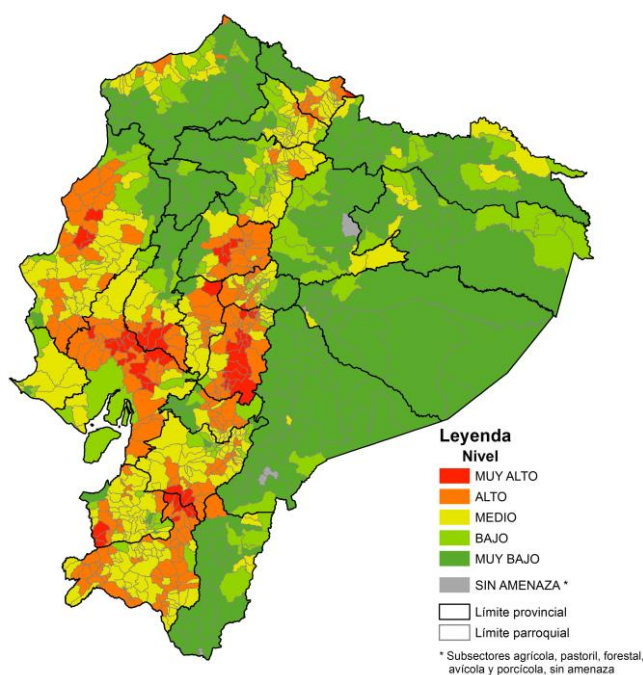 Leyenda
Nivel
MUY ALTO
ALTO
MEDIO
BAJO
MUY BAJO
SIN AMENAZA *
Límite provincial
Límite parroquial
* Subsectores agrícola, pastoril, forestal,
avícola y porcícola, sin amenaza